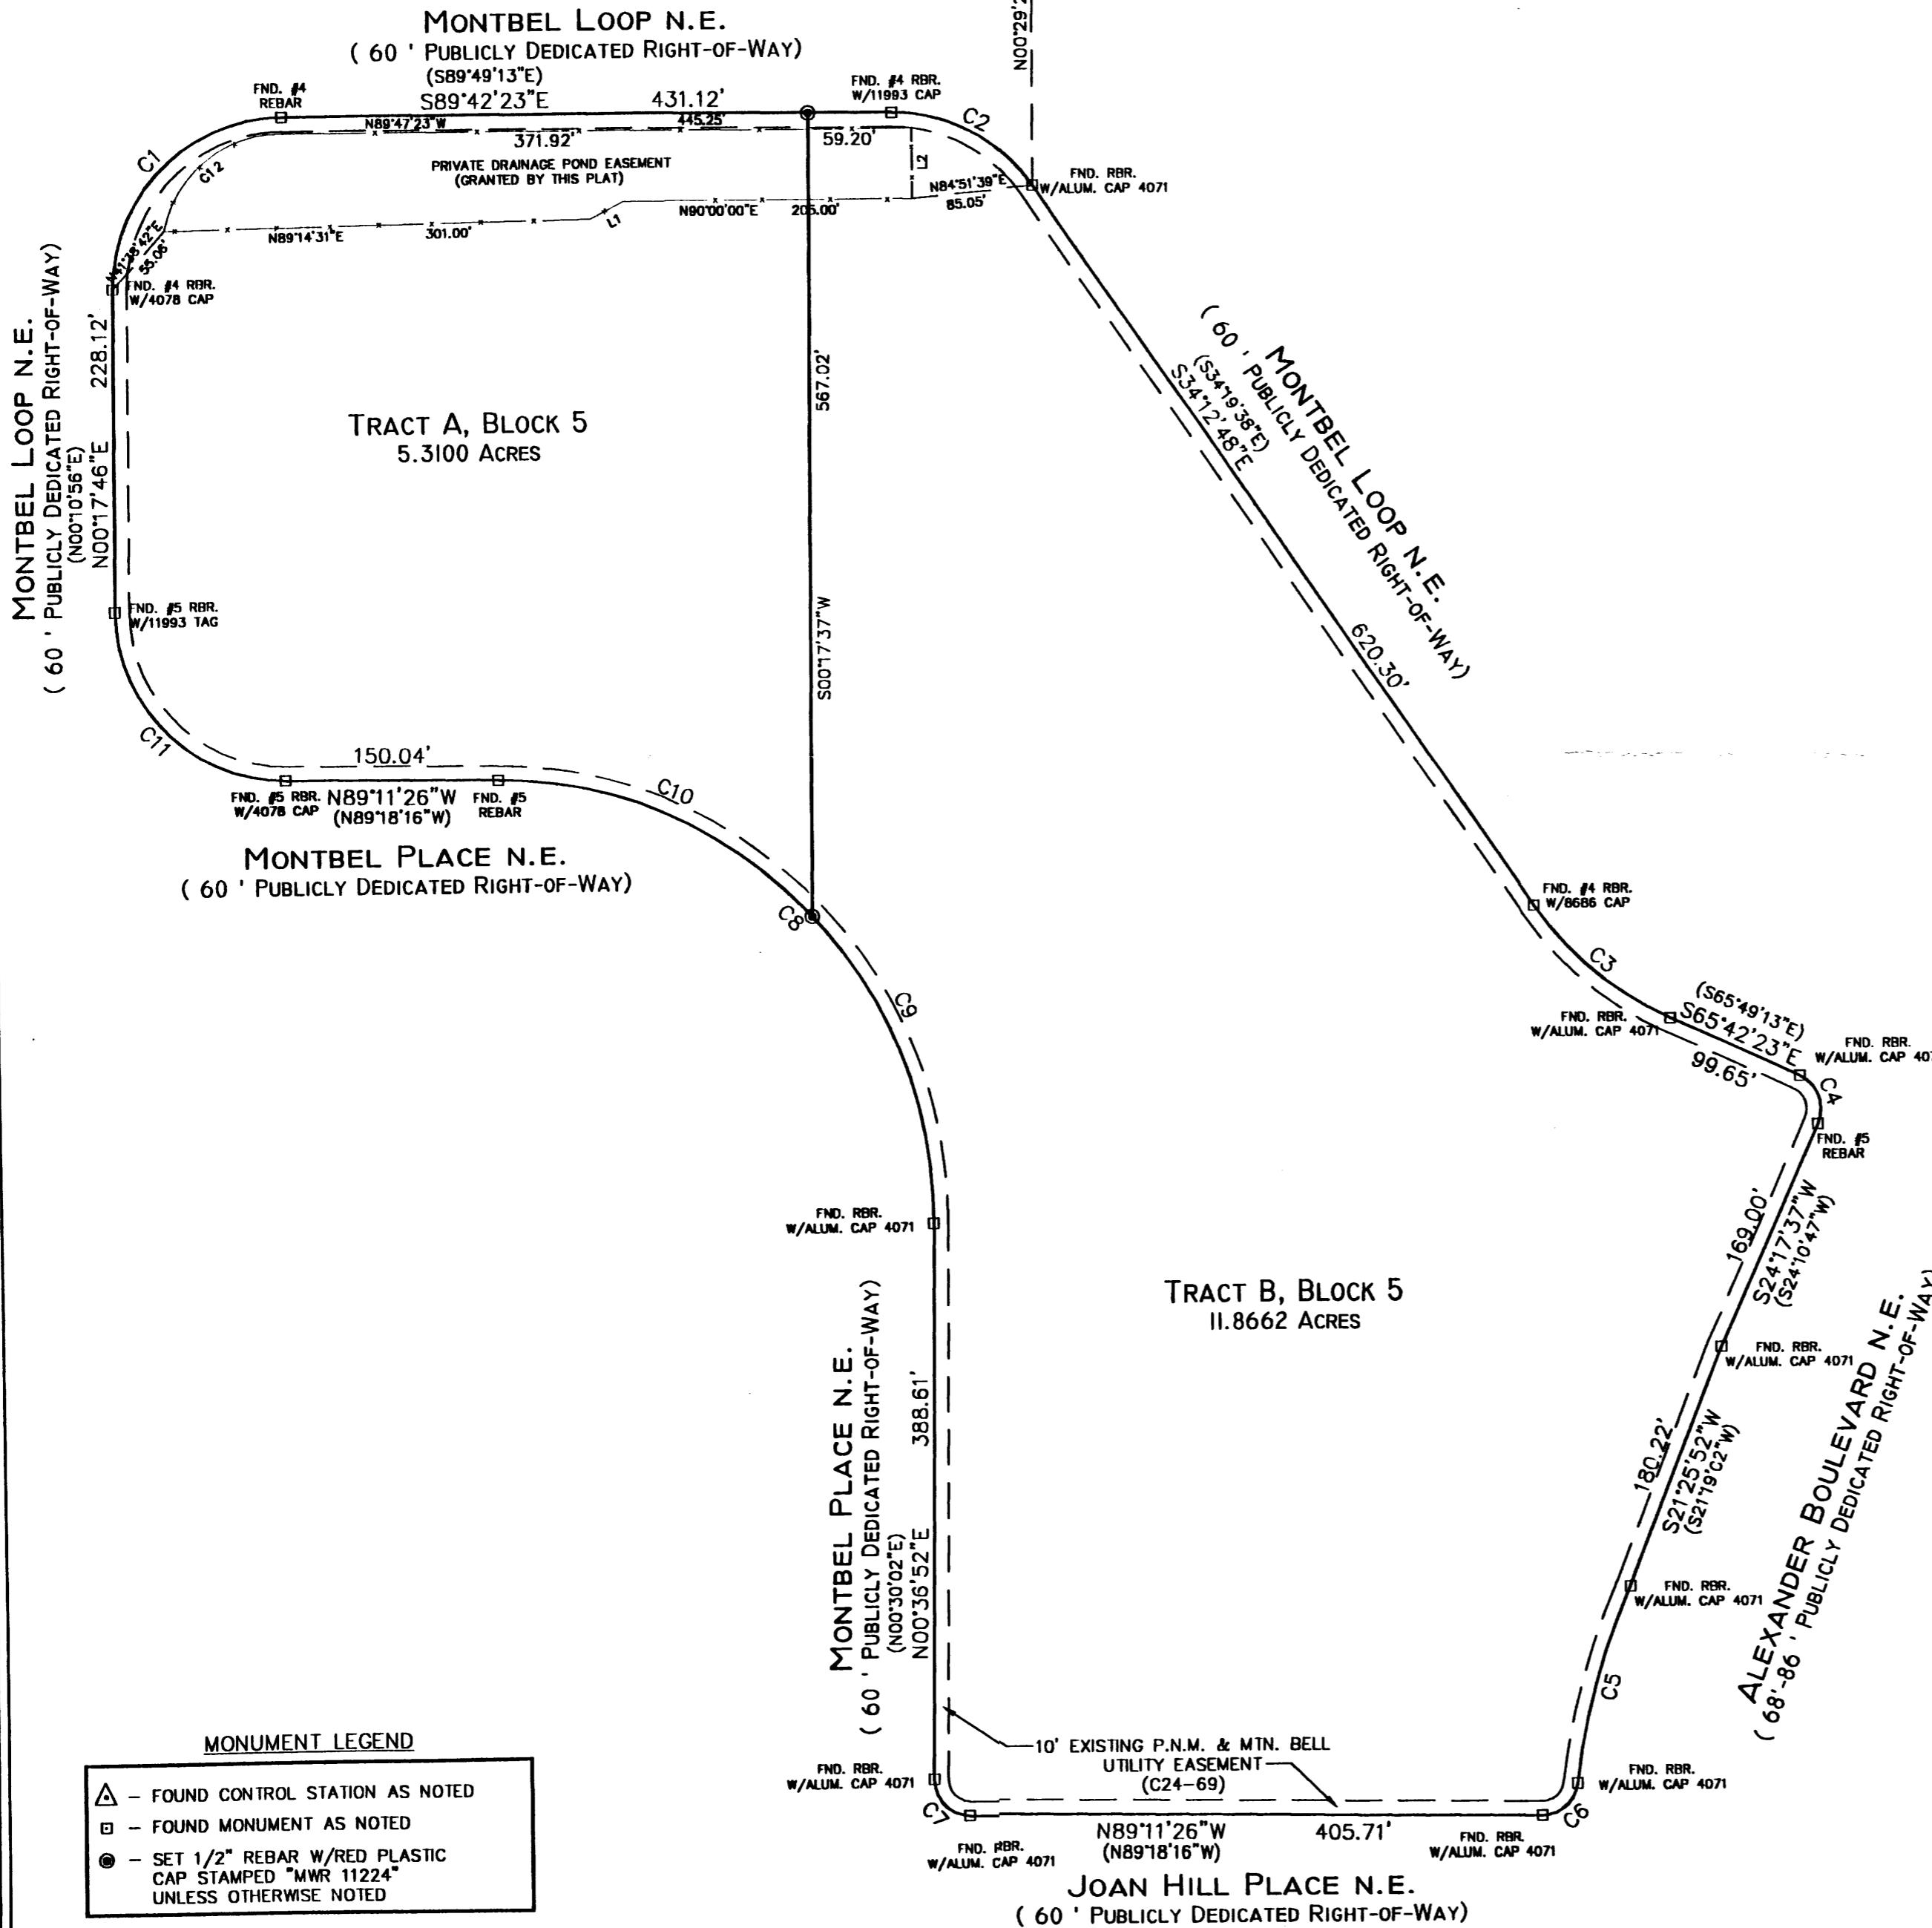 MONTBEL LOOP N.E.
( 60 ' PUBLICLY DEDICATED RIGHT-OF-WAY)
(S89°49'13"E)
S89°42'23"E 431.12'
FND. #4
REBAR
FND. #4 RBR.
W/11993 CAP
C2
N89°47'23"W 445.25'
371.92' 59.20'
C1
C12
PRIVATE DRAINAGE POND EASEMENT
(GRANTED BY THIS PLAT)
L2
N84°51'39"E
85.05'
FND. RBR.
W/ALUM. CAP 4071
N90°00'00"E 205.00'
L1
N89°14'31"E 301.00'
55.06'
FND. #4 RBR.
W/4078 CAP
MONTBEL LOOP N.E.
( 60 ' PUBLICLY DEDICATED RIGHT-OF-WAY)
(N00°10'56"E)
N00°17'46"E 228.12'
TRACT A, BLOCK 5
5.3100 ACRES
567.02'
S00°17'37"W
MONTBEL LOOP N.E.
( 60 ' PUBLICLY DEDICATED RIGHT-OF-WAY)
(S34°19'38"E)
S34°12'48"E
620.30'
FND. #5 RBR.
W/11993 TAG
C11
150.04'
C10
FND. #5 RBR.
W/4078 CAP
N89°11'26"W
(N89°18'16"W)
FND. #5
REBAR
MONTBEL PLACE N.E.
( 60 ' PUBLICLY DEDICATED RIGHT-OF-WAY)
C8
C9
FND. #4 RBR.
W/8686 CAP
C3
FND. RBR.
W/ALUM. CAP 4071
(S65°49'13"E)
S65°42'23"E
99.65'
FND. RBR.
W/ALUM. CAP
C4
FND. #5
REBAR
169.00'
S24°17'37"W
(S24°10'47"W)
FND. RBR.
W/ALUM. CAP 4071
FND. RBR.
W/ALUM. CAP 4071
TRACT B, BLOCK 5
11.8662 ACRES
180.22'
S21°25'52"W
(S21°19'02"W)
ALEXANDER BOULEVARD N.E.
( 68'-86 ' PUBLICLY DEDICATED RIGHT-OF-WAY)
FND. RBR.
W/ALUM. CAP 4071
C5
MONTBEL PLACE N.E.
( 60 ' PUBLICLY DEDICATED RIGHT-OF-WAY)
(N00°30'02"E)
N00°36'52"E 388.61'
10' EXISTING P.N.M. & MTN. BELL
UTILITY EASEMENT
(C24-69)
FND. RBR.
W/ALUM. CAP 4071
FND. RBR.
W/ALUM. CAP 4071
C7
C6
N89°11'26"W 405.71'
(N89°18'16"W)
FND. RBR.
W/ALUM. CAP 4071
FND. RBR.
W/ALUM. CAP 4071
JOAN HILL PLACE N.E.
( 60 ' PUBLICLY DEDICATED RIGHT-OF-WAY)
MONUMENT LEGEND
– FOUND CONTROL STATION AS NOTED
– FOUND MONUMENT AS NOTED
– SET 1/2" REBAR W/RED PLASTIC
CAP STAMPED "MWR 11224"
UNLESS OTHERWISE NOTED